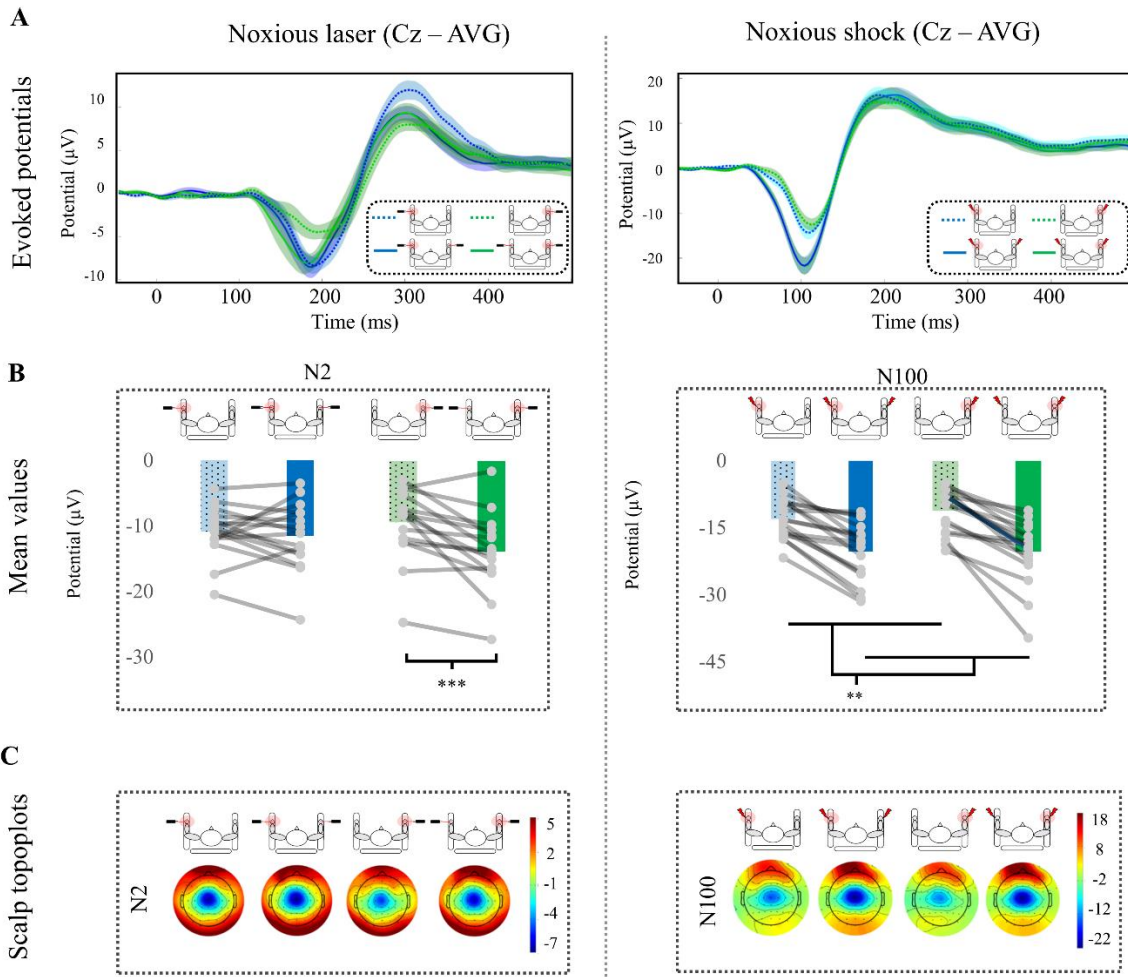 A
Noxious laser (Cz – AVG)
Noxious shock (Cz – AVG)
Evoked potentials
Potential (µV)
10
5
0
-5
-10
0 100 200 300 400
Time (ms)
Potential (µV)
20
10
0
-10
-20
0 100 200 300 400
Time (ms)
B
Mean values
N2
Potential (µV)
0
-10
-20
-30
***
N100
Potential (µV)
0
-15
-30
-45
**
C
Scalp topoplots
N2
5
2
-1
-4
-7
N100
18
8
-2
-12
-22